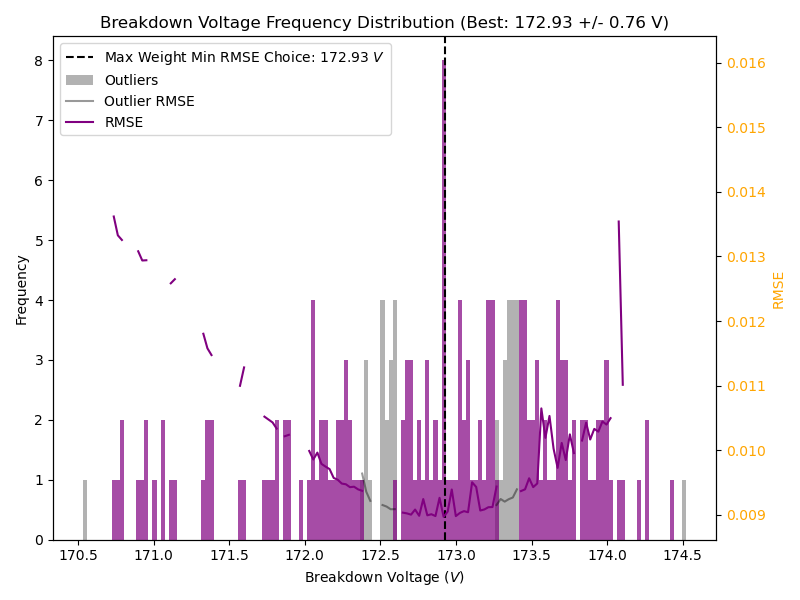 Breakdown Voltage Frequency Distribution (Best: 172.93 +/- 0.76 V)
Max Weight Min RMSE Choice: 172.93 V
Outliers
Outlier RMSE
RMSE
Frequency
8
7
6
5
4
3
2
1
0
0.016
0.015
0.014
0.013
0.012
0.011
0.010
0.009
RMSE
170.5 171.0 171.5 172.0 172.5 173.0 173.5 174.0 174.5
Breakdown Voltage (V)